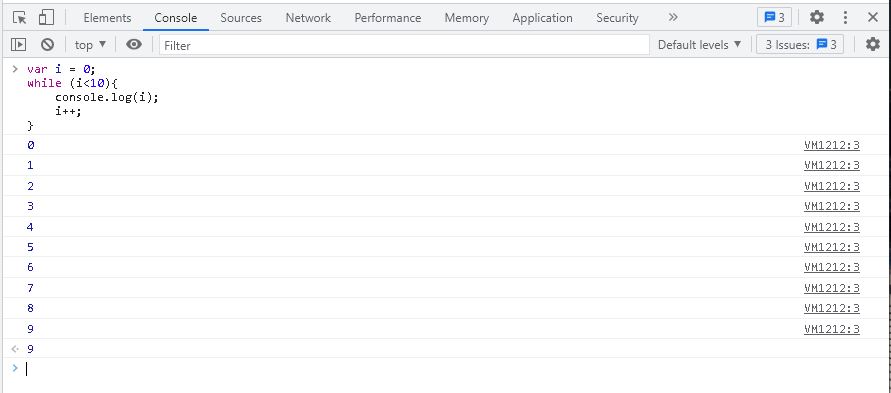 Elements Console Sources Network Performance Memory Application Security » 3
top ▼ Filter Default levels ▼ 3 Issues: 3
> var i = 0;
while (i<10){
    console.log(i);
    i++;
}
0 VM1212:3
1 VM1212:3
2 VM1212:3
3 VM1212:3
4 VM1212:3
5 VM1212:3
6 VM1212:3
7 VM1212:3
8 VM1212:3
9 VM1212:3
9
>